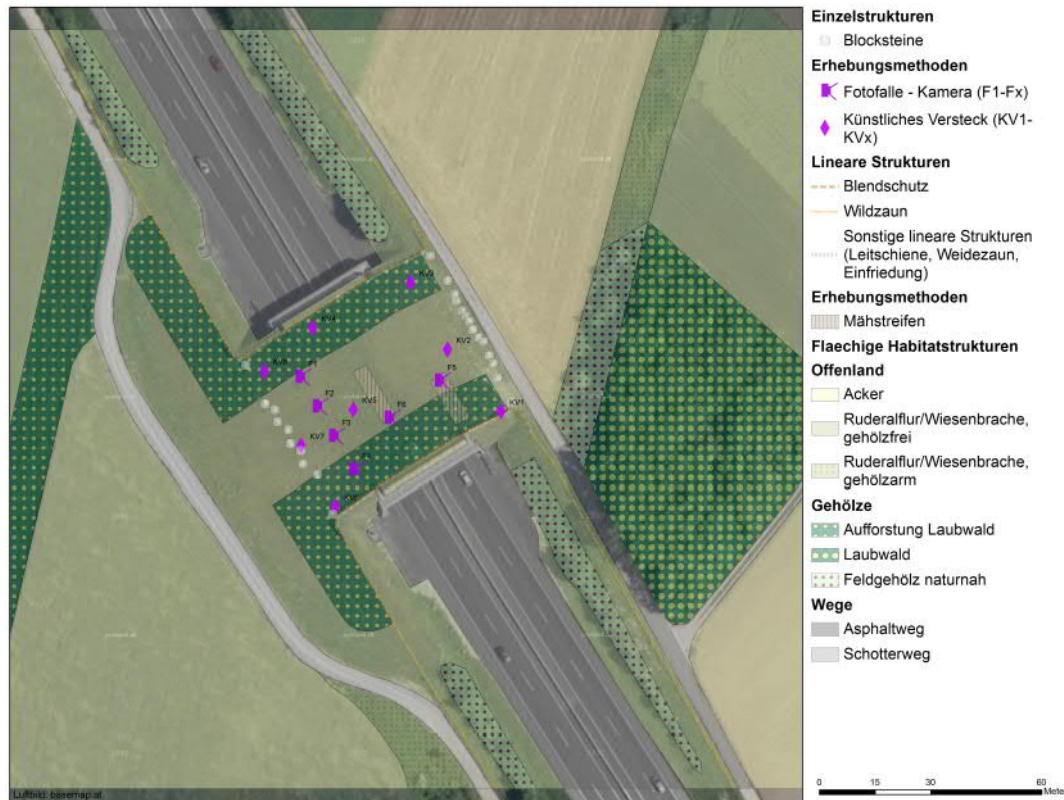 Einzelstrukturen
Blocksteine
Erhebungsmethoden
Fotofalle - Kamera (F1-Fx)
Künstliches Versteck (KV1-
KVx)
Lineare Strukturen
Blendschutz
Wildzaun
Sonstige lineare Strukturen
(Leitschiene, Weidezaun,
Einfriedung)
Erhebungsmethoden
Mähstreifen
Flaechige Habitatstrukturen
Offenland
Acker
Ruderalflur/Wiesenbrache,
gehölzfrei
Ruderalflur/Wiesenbrache,
gehölzarm
Gehölze
Aufforstung Laubwald
Laubwald
Feldgehölz naturnah
Wege
Asphaltweg
Schotterweg
KV4
KV2
F5
F2
KV5
F6
KV1
F3
KV7
Luftbild: basemap.at
0 15 30 60
Meter